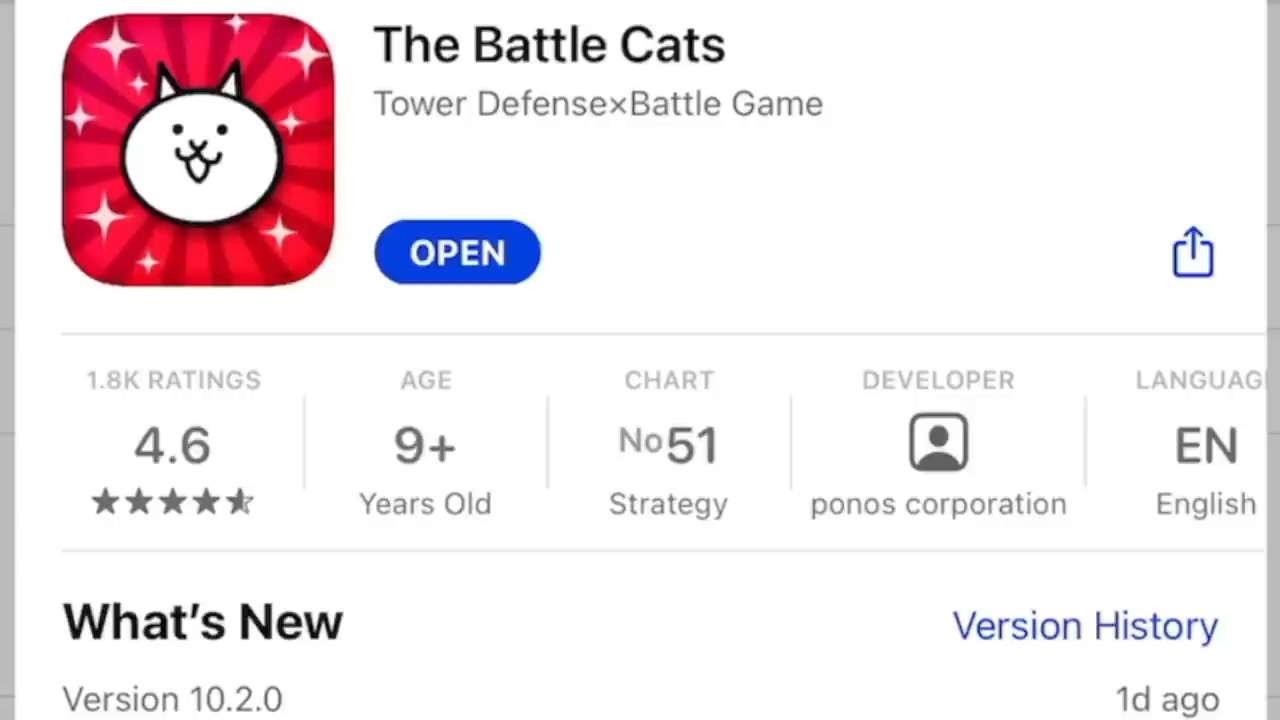 The Battle Cats
Tower Defense×Battle Game
OPEN
1.8K RATINGS
4.6
AGE
9+
Years Old
CHART
No51
Strategy
DEVELOPER
ponos corporation
LANGUAG
EN
English
What's New
Version History
Version 10.2.0
1d ago